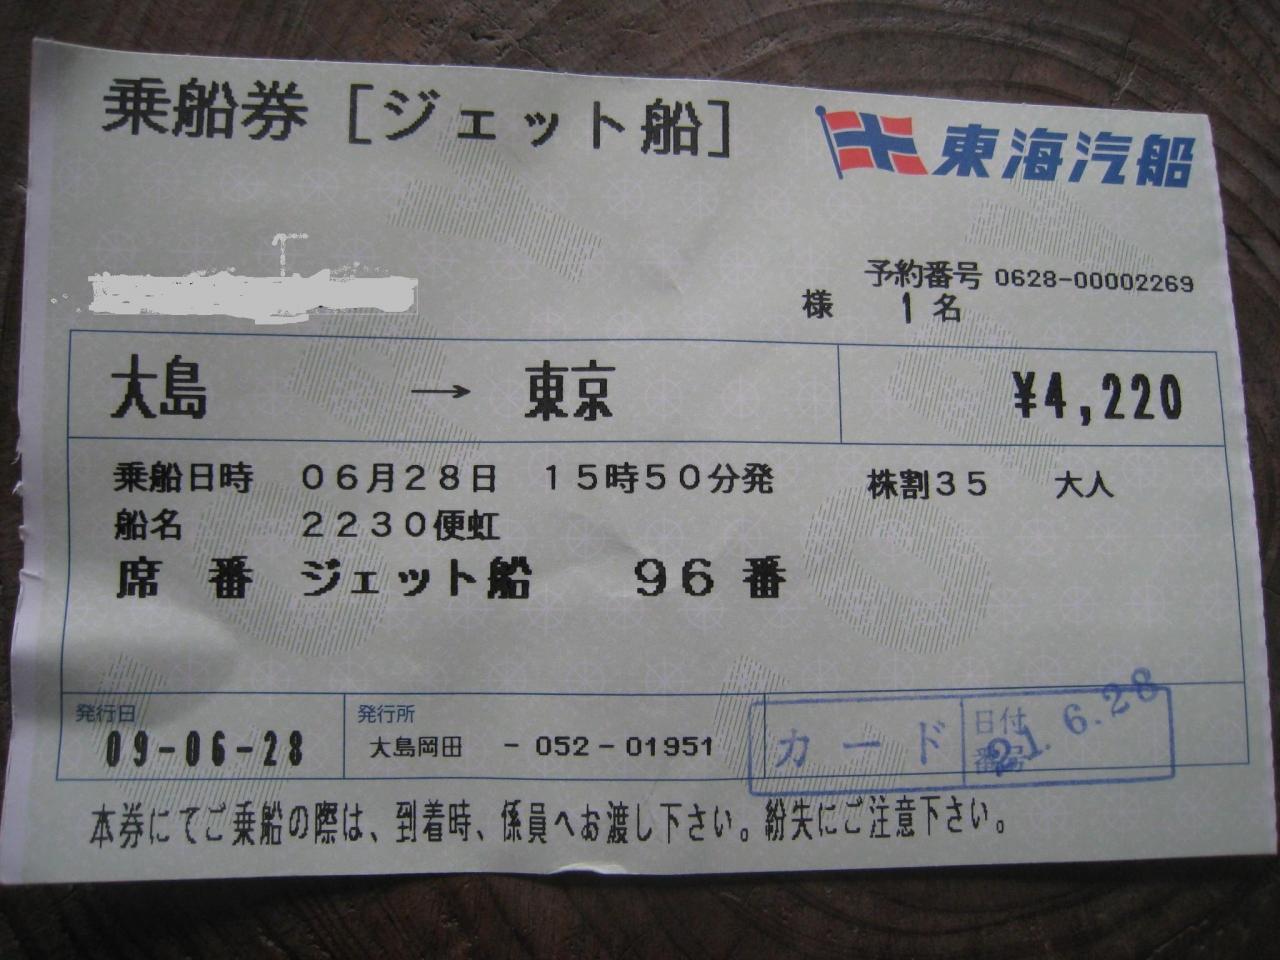 乗船券 [ジェット船]
東海汽船
予約番号 0628-00002269
様 1名
大島 → 東京 ¥4,220
乗船日時 06月28日 15時50分発 株割35 大人
船名 2230便虹
席番 ジェット船 96番
発行日 発行所
09-06-28 大島岡田 -052-01951
カード 日付 21.6.28
本券にてご乗船の際は、到着時、係員へお渡し下さい。紛失にご注意下さい。